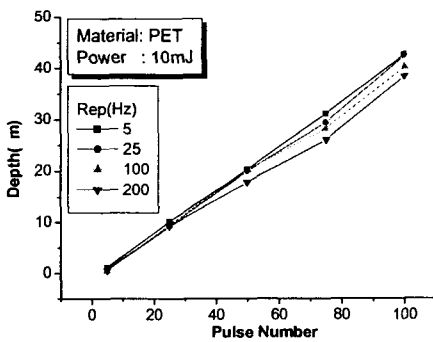 Material: PET
Power : 10mJ
Rep(Hz)
5
25
100
200
Depth( m)
50
40
30
20
10
0
0 20 40 60 80 100
Pulse Number